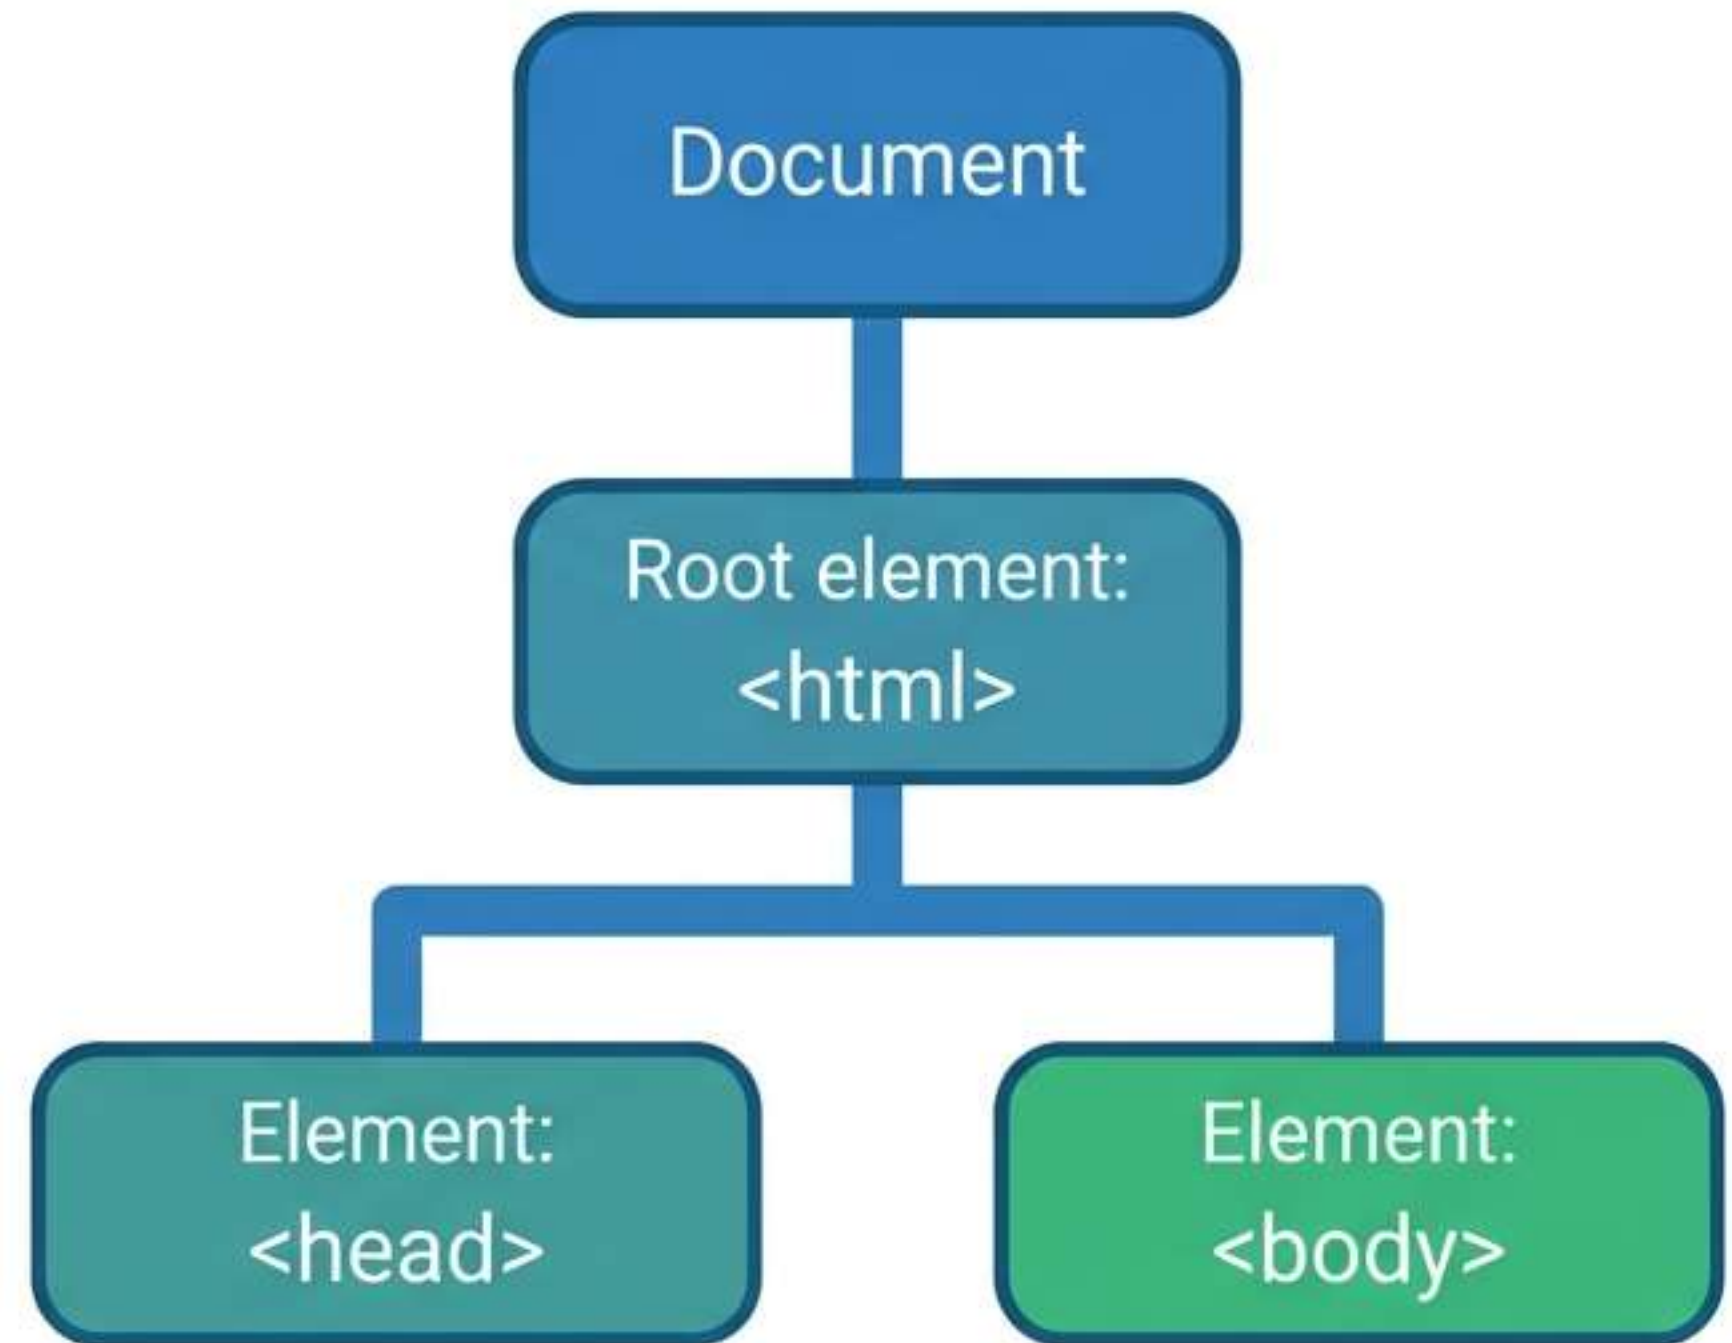 Document
Root element:
<html>
Element:
<head>
Element:
<body>